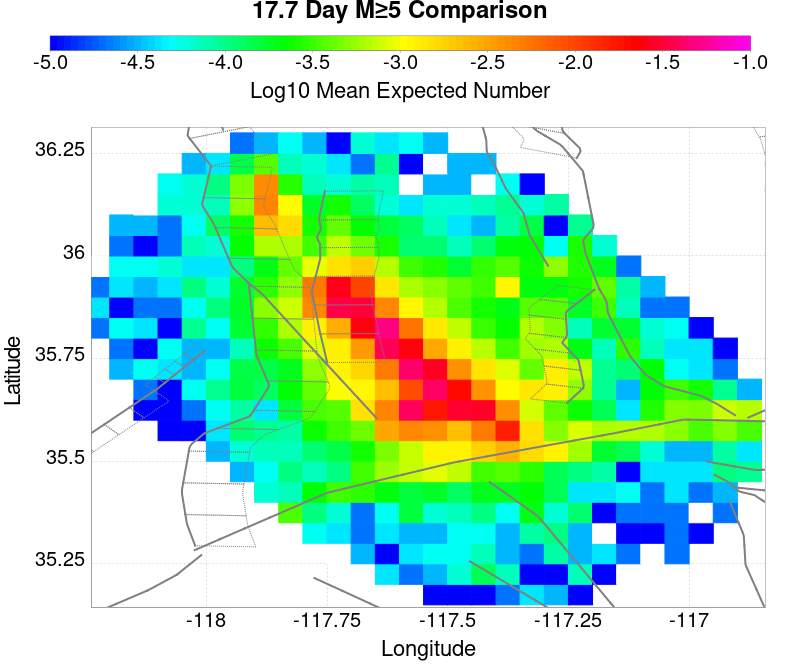 17.7 Day M≥5 Comparison
-5.0 -4.5 -4.0 -3.5 -3.0 -2.5 -2.0 -1.5 -1.0
Log10 Mean Expected Number
36.25
36
35.75
35.5
35.25
Latitude
-118 -117.75 -117.5 -117.25 -117
Longitude